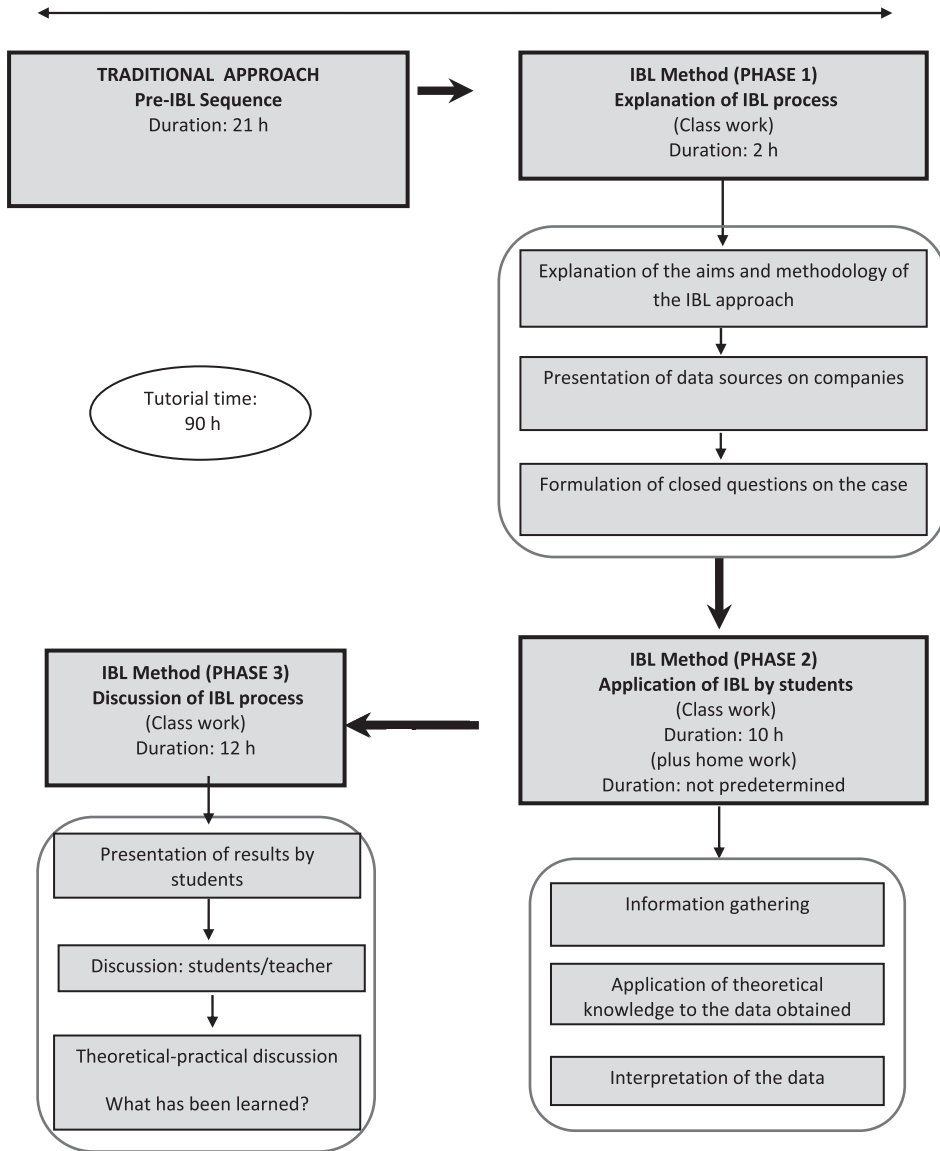 TRADITIONAL APPROACH
Pre-IBL Sequence
Duration: 21 h
IBL Method (PHASE 1)
Explanation of IBL process
(Class work)
Duration: 2 h
Explanation of the aims and methodology of
the IBL approach
Presentation of data sources on companies
Formulation of closed questions on the case
Tutorial time:
90 h
IBL Method (PHASE 2)
Application of IBL by students
(Class work)
Duration: 10 h
(plus home work)
Duration: not predetermined
Information gathering
Application of theoretical
knowledge to the data obtained
Interpretation of the data
IBL Method (PHASE 3)
Discussion of IBL process
(Class work)
Duration: 12 h
Presentation of results by
students
Discussion: students/teacher
Theoretical-practical discussion
What has been learned?